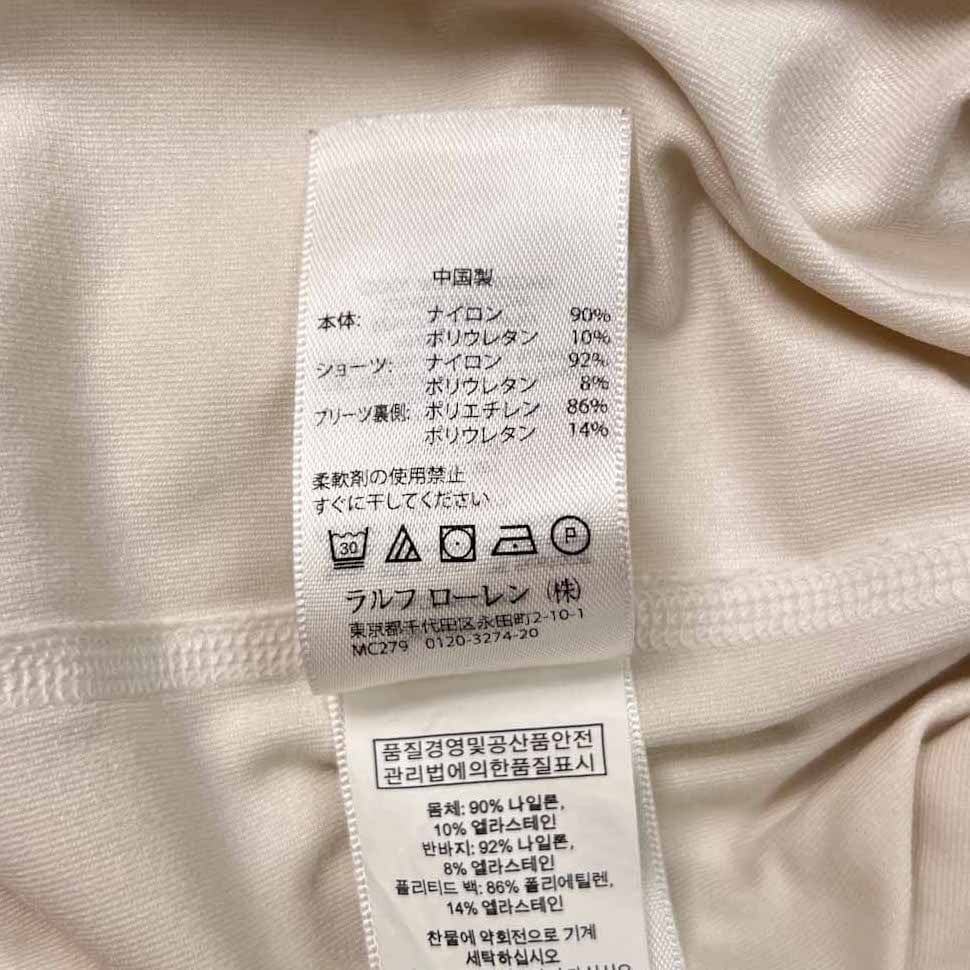 中国製
本体: ナイロン 90%
ポリウレタン 10%
ショーツ: ナイロン 92%
ポリウレタン 8%
プリーツ裏側: ポリエチレン 86%
ポリウレタン 14%
柔軟剤の使用禁止
すぐに干してください
30 P
ラルフ ローレン (株)
東京都千代田区永田町2-10-1
MC279 0120-3274-20
품질경영및공산품안전
관리법에의한품질표시
몸체: 90% 나일론,
10% 엘라스테인
반바지: 92% 나일론,
8% 엘라스테인
플리티드 백: 86% 폴리에틸렌,
14% 엘라스테인
찬물에 약회전으로 기계
세탁하십시오